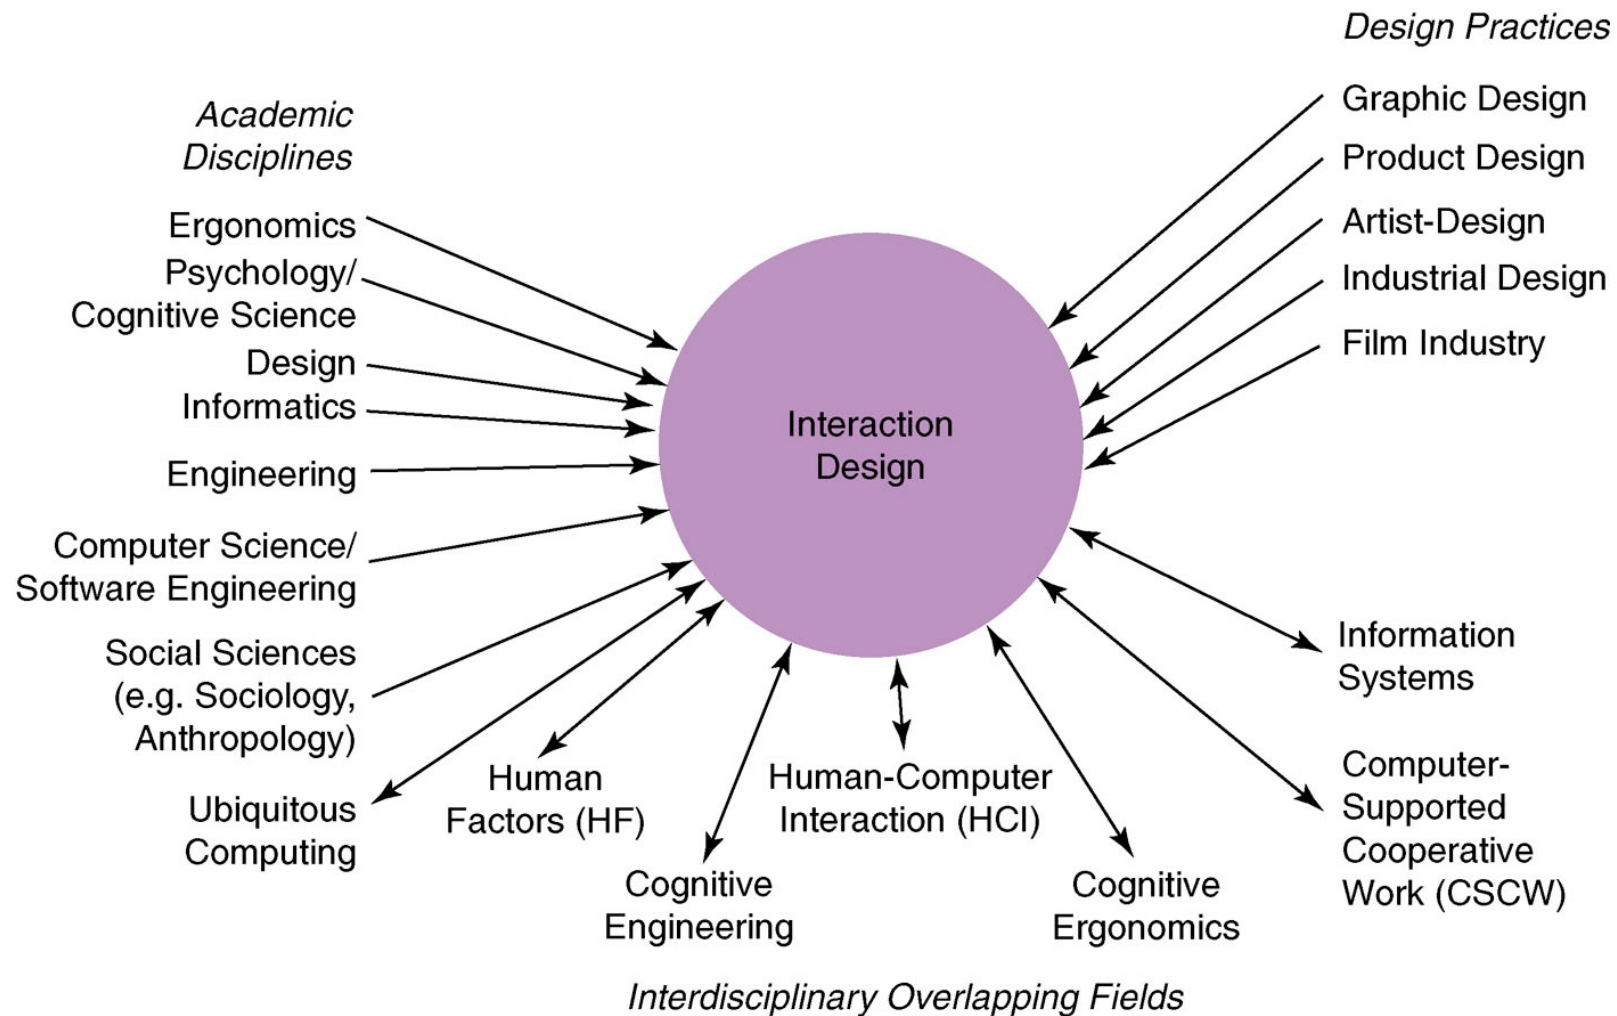 Design Practices
Graphic Design
Product Design
Artist-Design
Industrial Design
Film Industry
Academic
Disciplines
Ergonomics
Psychology/
Cognitive Science
Design
Informatics
Engineering
Computer Science/
Software Engineering
Social Sciences
(e.g. Sociology,
Anthropology)
Ubiquitous
Computing
Interaction
Design
Human
Factors (HF)
Cognitive
Engineering
Human-Computer
Interaction (HCI)
Cognitive
Ergonomics
Information
Systems
Computer-
Supported
Cooperative
Work (CSCW)
Interdisciplinary Overlapping Fields